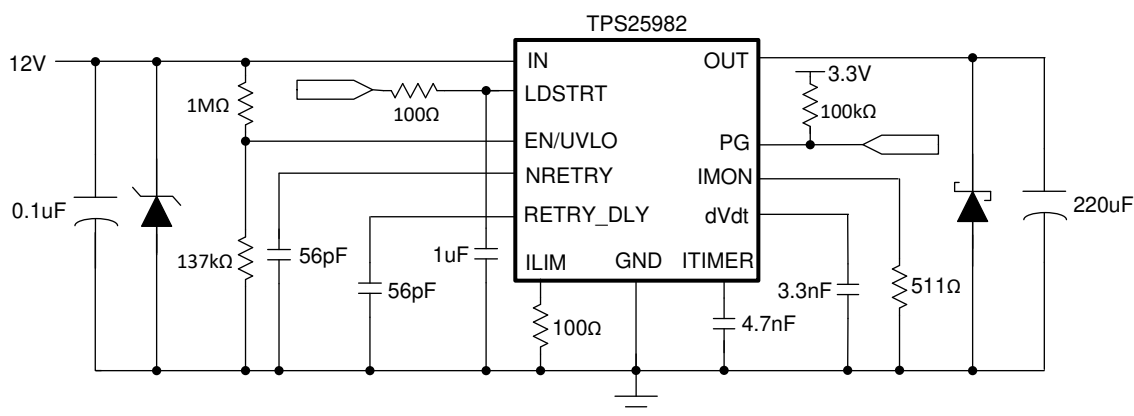 TPS25982
12V
IN
OUT
3.3V
1MΩ
100Ω
LDSTRT
100kΩ
EN/UVLO
PG
NRETRY
IMON
0.1uF
RETRY_DLY
dVdt
220uF
137kΩ
56pF
1uF
ILIM
GND
ITIMER
56pF
3.3nF
511Ω
100Ω
4.7nF